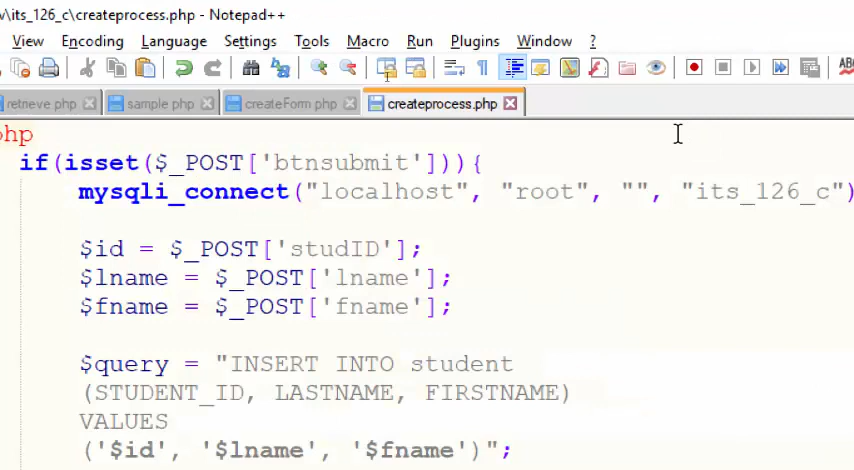 v\its_126_c\createprocess.php - Notepad++
View Encoding Language Settings Tools Macro Run Plugins Window ?
retrieve php sample php createForm php createprocess.php
php
if(isset($_POST['btnsubmit'])){
mysqli_connect("localhost", "root", "", "its_126_c")
$id = $_POST['studID'];
$lname = $_POST['lname'];
$fname = $_POST['fname'];
$query = "INSERT INTO student
(STUDENT_ID, LASTNAME, FIRSTNAME)
VALUES
('$id', '$lname', '$fname')";